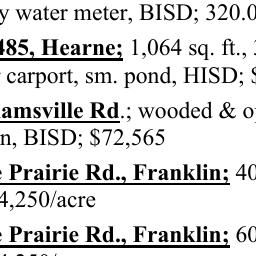 y water meter, BISD; 320.0
485, Hearne; 1,064 sq. ft.,
carport, sm. pond, HISD; $
amsville Rd.; wooded & o
n, BISD; $72,565
e Prairie Rd., Franklin; 40
4,250/acre
e Prairie Rd., Franklin; 60